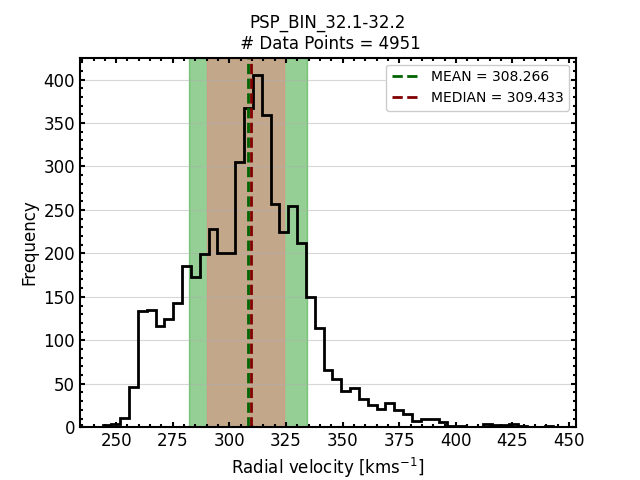 PSP_BIN_32.1-32.2
# Data Points = 4951
MEAN = 308.266
MEDIAN = 309.433
Frequency
400
350
300
250
200
150
100
50
0
250 275 300 325 350 375 400 425 450
Radial velocity [kms⁻¹]